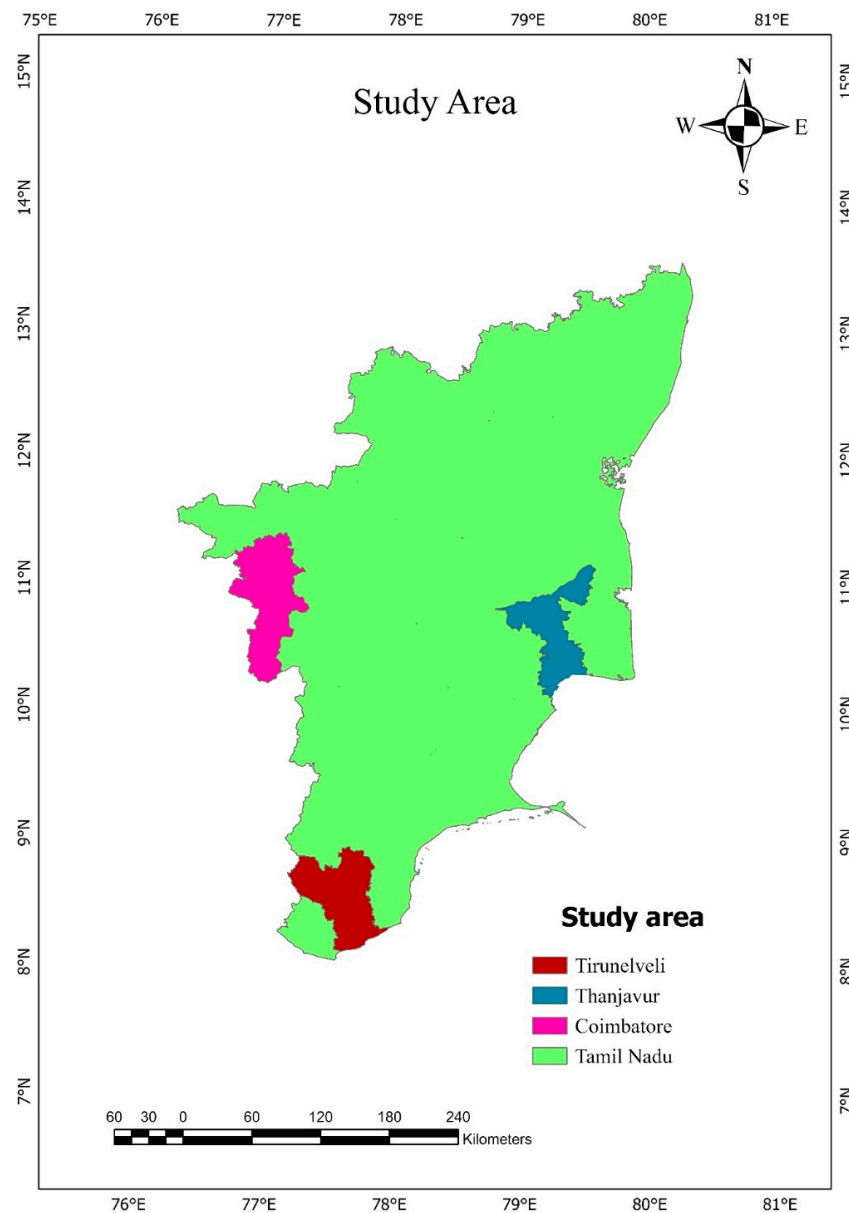 75°E 76°E 77°E 78°E 79°E 80°E 81°E
Study Area
N
W E
S
15°N 15°N
14°N 14°N
13°N 13°N
12°N 12°N
11°N 11°N
10°N 10°N
9°N 9°N
8°N 8°N
7°N 7°N
Study area
Tirunelveli
Thanjavur
Coimbatore
Tamil Nadu
60 30 0 60 120 180 240
Kilometers
76°E 77°E 78°E 79°E 80°E 81°E